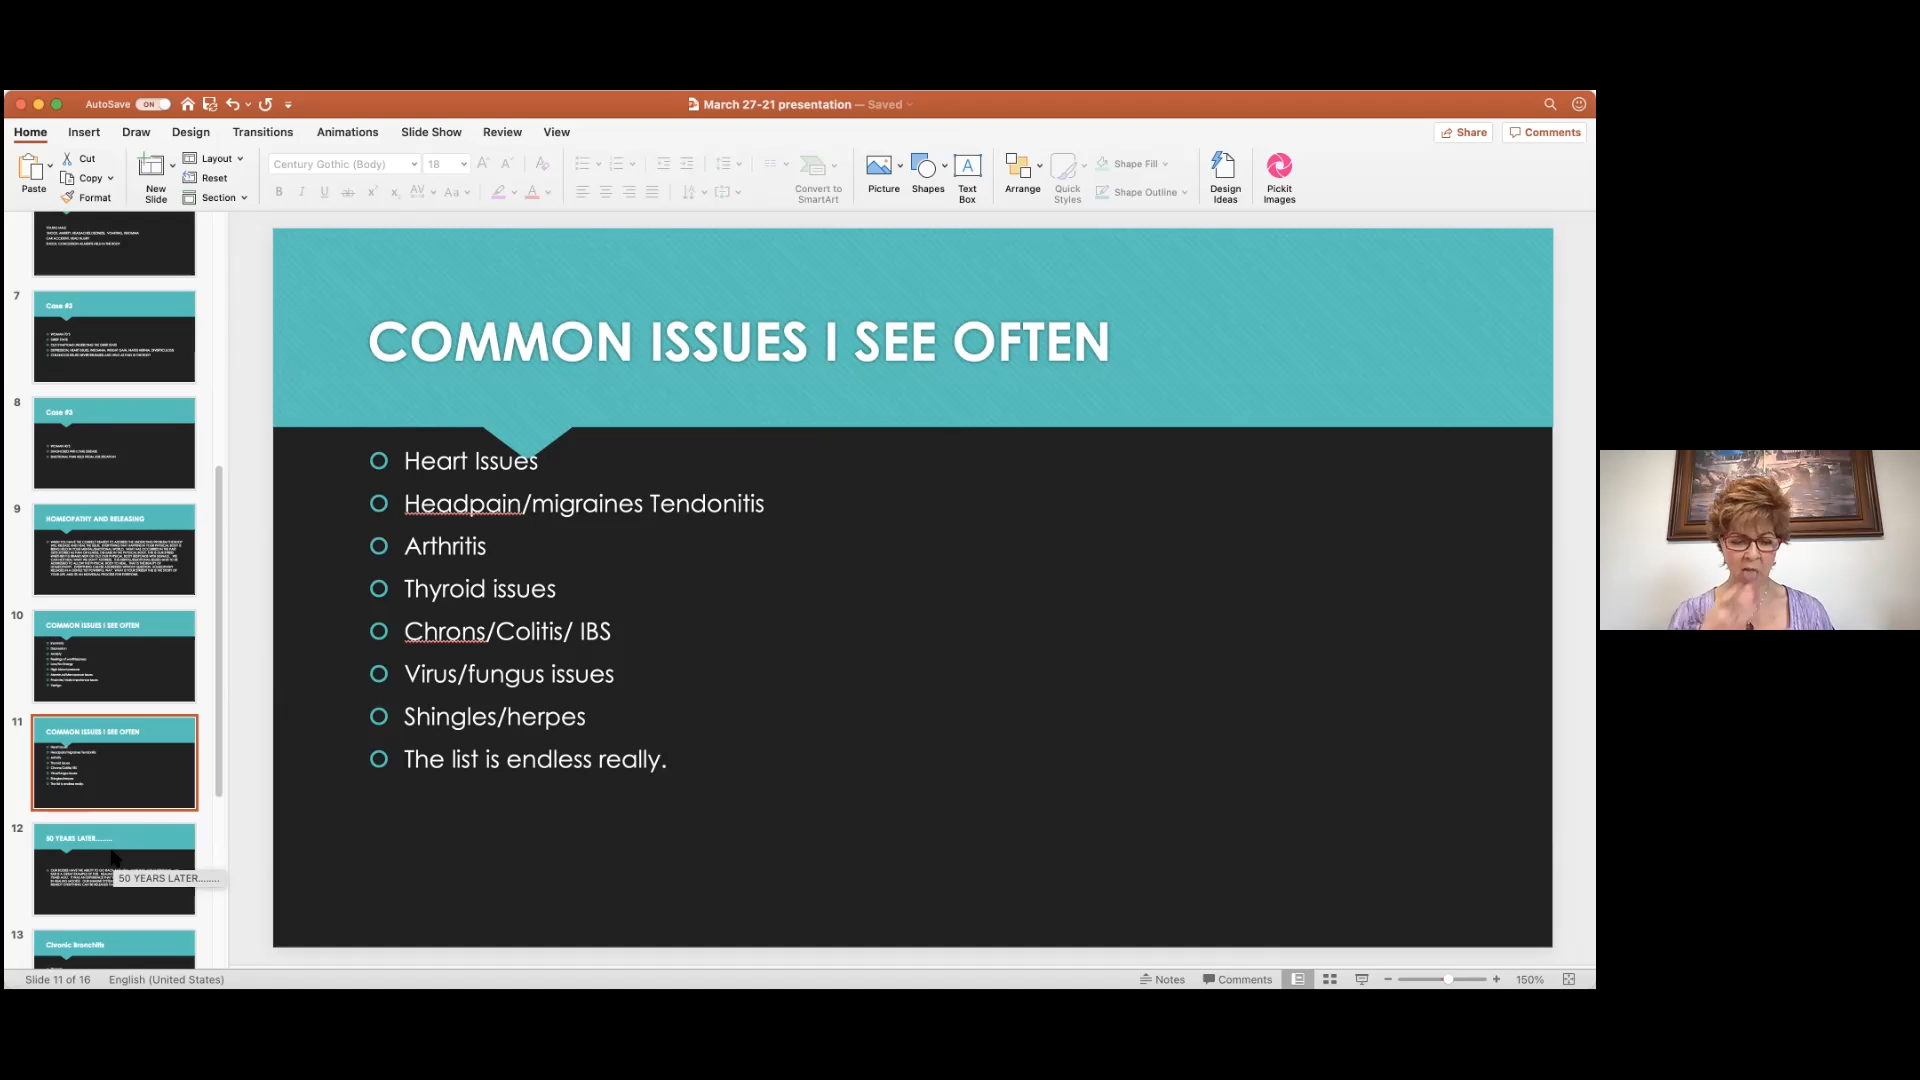 AutoSave ON
March 27-21 presentation — Saved
Home Insert Draw Design Transitions Animations Slide Show Review View
Share Comments
Paste
Cut
Copy
Format
New Slide
Layout
Reset
Section
Century Gothic (Body) 18
Convert to SmartArt
Picture
Shapes
Text Box
Arrange
Quick Styles
Shape Fill
Shape Outline
Design Ideas
Pickit Images
7
Case #2
8
Case #3
9
HOMEOPATHY AND RELEASING
10
COMMON ISSUES I SEE OFTEN
11
COMMON ISSUES I SEE OFTEN
12
50 YEARS LATER........
50 YEARS LATER........
13
Chronic Bronchitis
COMMON ISSUES I SEE OFTEN
Heart Issues
Headpain/migraines Tendonitis
Arthritis
Thyroid issues
Chrons/Colitis/ IBS
Virus/fungus issues
Shingles/herpes
The list is endless really.
Slide 11 of 16 English (United States)
Notes Comments 150%